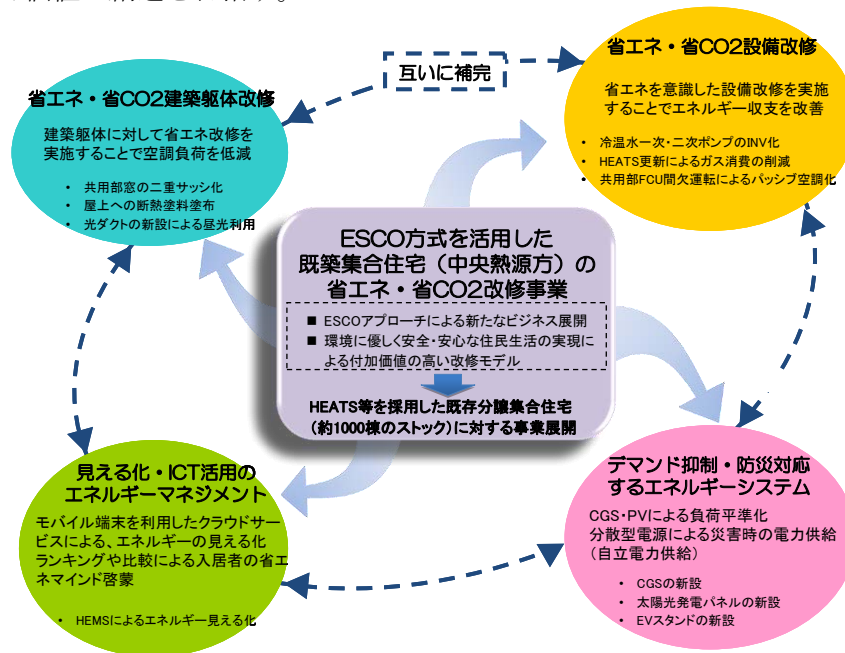 互いに補完
省エネ・省CO2建築躯体改修
建築躯体に対して省エネ改修を
実施することで空調負荷を低減
• 共用部窓の二重サッシ化
• 屋上への断熱塗料塗布
• 光ダクトの新設による昼光利用
省エネ・省CO2設備改修
省エネを意識した設備改修を実施
することでエネルギー収支を改善
• 冷温水一次・二次ポンプのINV化
• HEATS更新によるガス消費の削減
• 共用部FCU間欠運転によるパッシブ空調化
ESCO方式を活用した
既築集合住宅（中央熱源方）の
省エネ・省CO2改修事業
■ ESCOアプローチによる新たなビジネス展開
■ 環境に優しく安全・安心な住民生活の実現に
よる付加価値の高い改修モデル
HEATS等を採用した既存分譲集合住宅
（約1000棟のストック）に対する事業展開
見える化・ICT活用の
エネルギーマネジメント
モバイル端末を利用したクラウドサー
ビスによる、エネルギーの見える化
ランキングや比較による入居者の省エ
ネマインド啓蒙
• HEMSによるエネルギー見える化
デマンド抑制・防災対応
するエネルギーシステム
CGS・PVによる負荷平準化
分散型電源による災害時の電力供給
（自立電力供給）
• CGSの新設
• 太陽光発電パネルの新設
• EVスタンドの新設